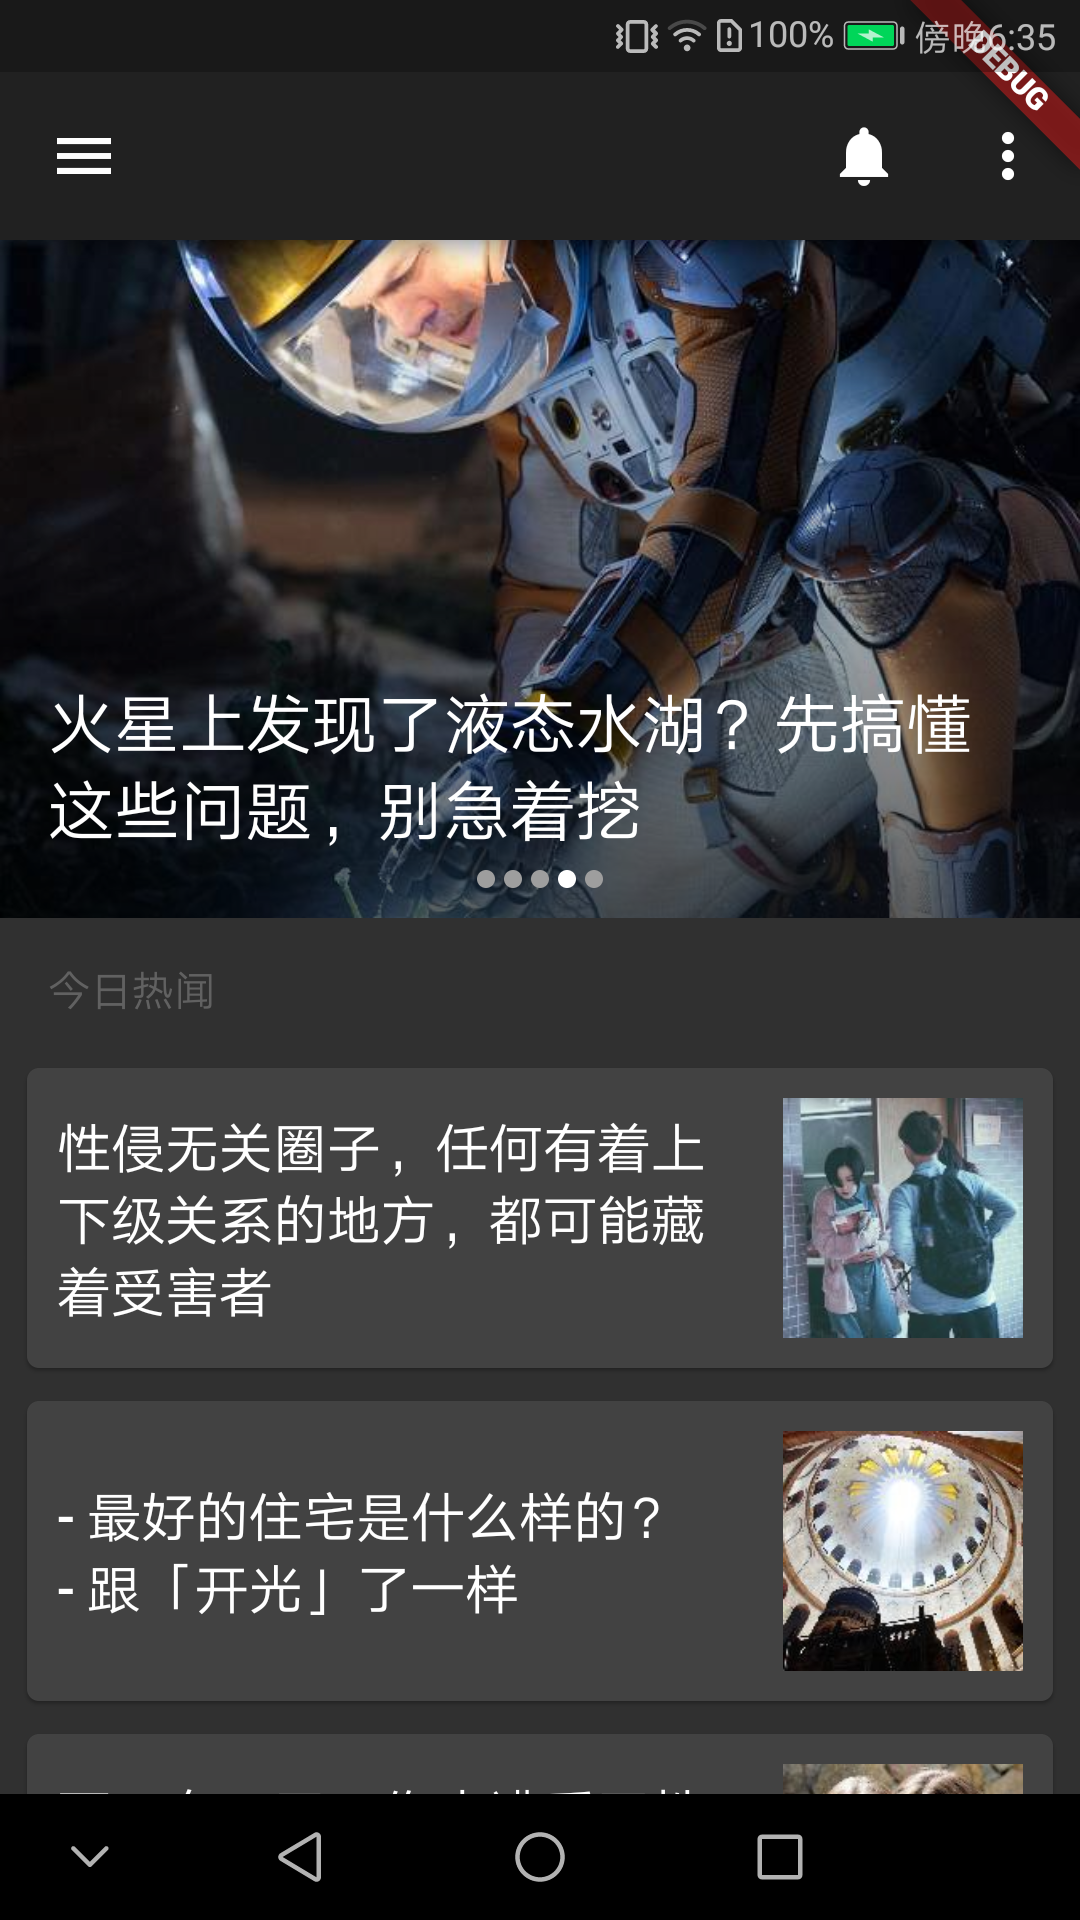 100% 傍晚6:35
DEBUG
火星上发现了液态水湖？先搞懂
这些问题，别急着挖
今日热闻
性侵无关圈子，任何有着上
下级关系的地方，都可能藏
着受害者
- 最好的住宅是什么样的？
- 跟「开光」了一样